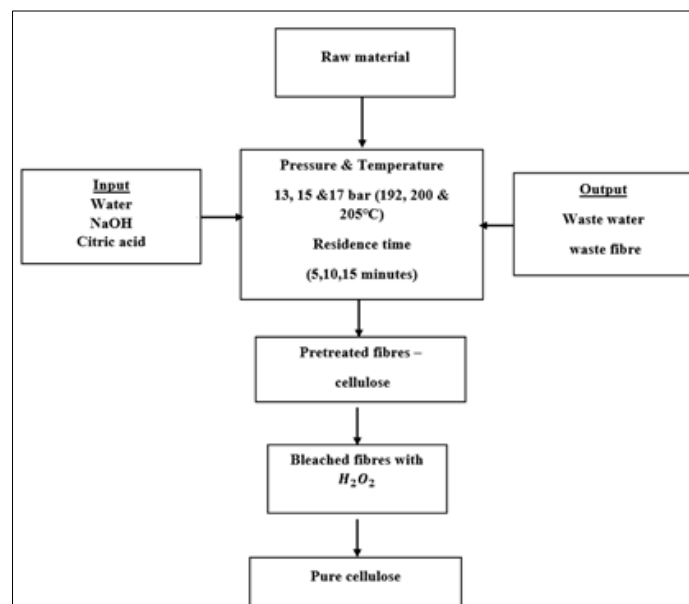 Raw material
Input
Water
NaOH
Citric acid
Pressure & Temperature
13, 15 &17 bar (192, 200 &
205°C)
Residence time
(5,10,15 minutes)
Output
Waste water
waste fibre
Pretreated fibres –
cellulose
Bleached fibres with
H₂O₂
Pure cellulose